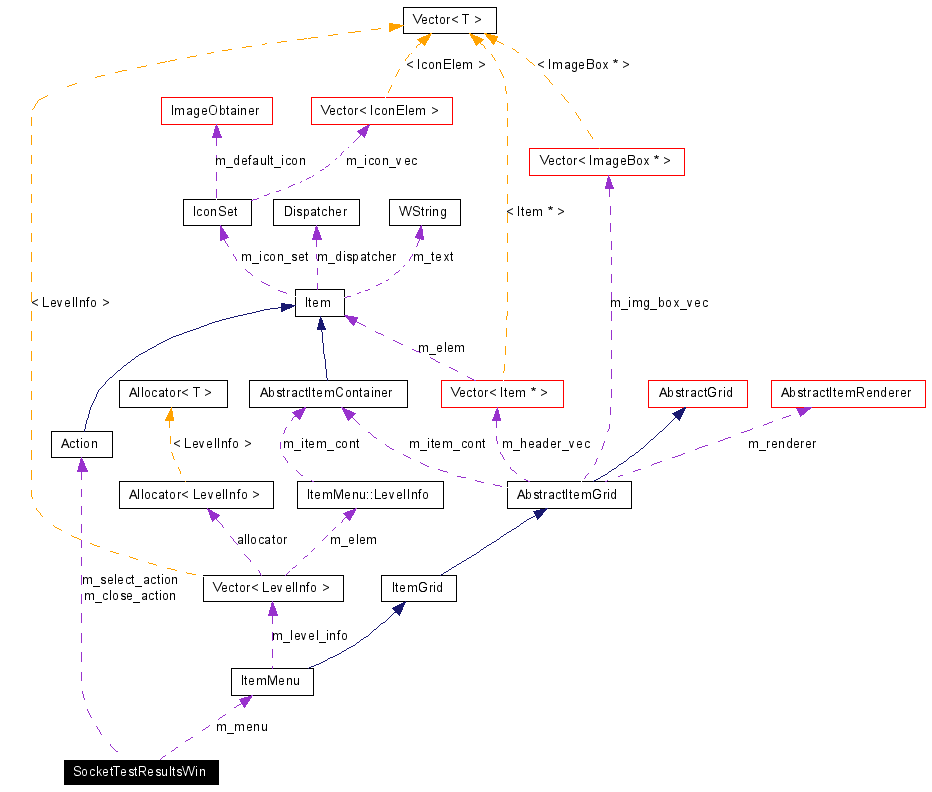 Vector< T >
< IconElem >
< ImageBox * >
ImageObtainer
Vector< IconElem >
m_default_icon
m_icon_vec
Vector< ImageBox * >
IconSet
Dispatcher
WString
< Item * >
m_icon_set
m_dispatcher
m_text
< LevelInfo >
Item
m_img_box_vec
m_elem
Allocator< T >
AbstractItemContainer
Vector< Item * >
AbstractGrid
AbstractItemRenderer
Action
< LevelInfo >
m_item_cont
m_item_cont
m_header_vec
m_renderer
Allocator< LevelInfo >
ItemMenu::LevelInfo
AbstractItemGrid
allocator
m_elem
m_select_action
m_close_action
Vector< LevelInfo >
ItemGrid
m_level_info
ItemMenu
m_menu
SocketTestResultsWin